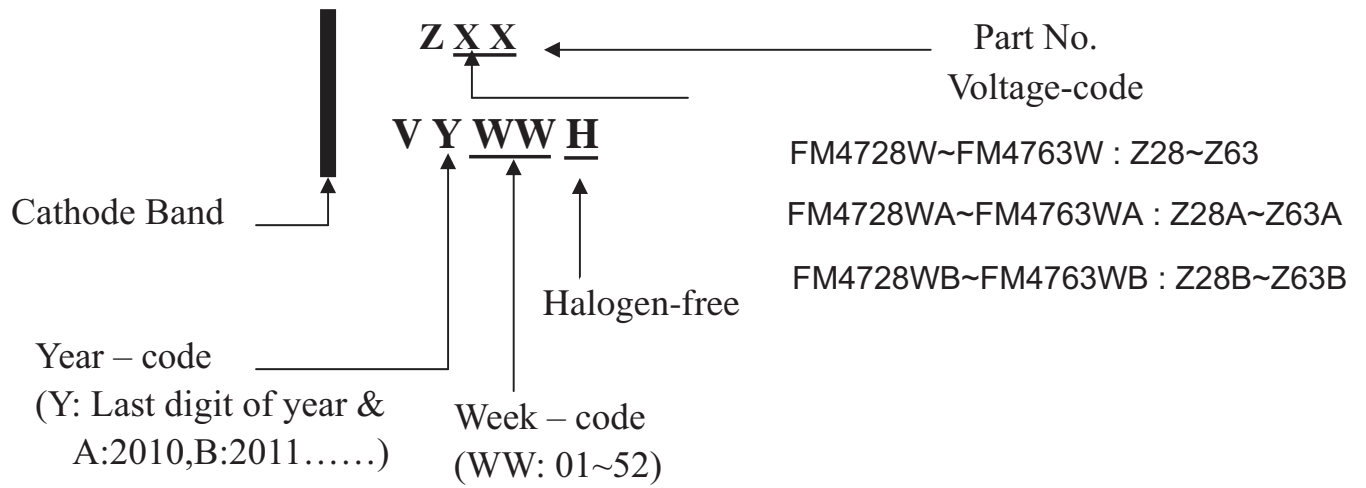 Z X X
Part No.
Voltage-code
V Y WW H
FM4728W~FM4763W : Z28~Z63
Cathode Band
FM4728WA~FM4763WA : Z28A~Z63A
FM4728WB~FM4763WB : Z28B~Z63B
Halogen-free
Year – code
(Y: Last digit of year &
A:2010,B:2011……)
Week – code
(WW: 01~52)